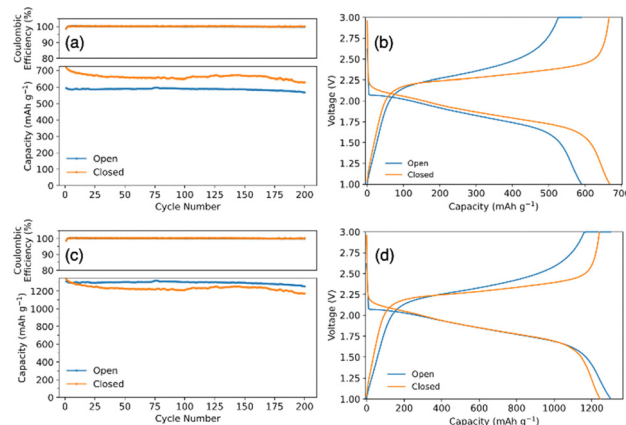 Coulombic
Efficiency (%)
100
90
80
(a)
Capacity (mAh g⁻¹)
700
600
500
400
300
200
100
0
Open
Closed
0 25 50 75 100 125 150 175 200
Cycle Number
Voltage (V)
3.00
2.75
2.50
2.25
2.00
1.75
1.50
1.25
1.00
(b)
Open
Closed
0 100 200 300 400 500 600 700
Capacity (mAh g⁻¹)
Coulombic
Efficiency (%)
100
90
80
(c)
Capacity (mAh g⁻¹)
1200
1000
800
600
400
200
0
Open
Closed
0 25 50 75 100 125 150 175 200
Cycle Number
Voltage (V)
3.00
2.75
2.50
2.25
2.00
1.75
1.50
1.25
1.00
(d)
Open
Closed
0 200 400 600 800 1000 1200
Capacity (mAh g⁻¹)